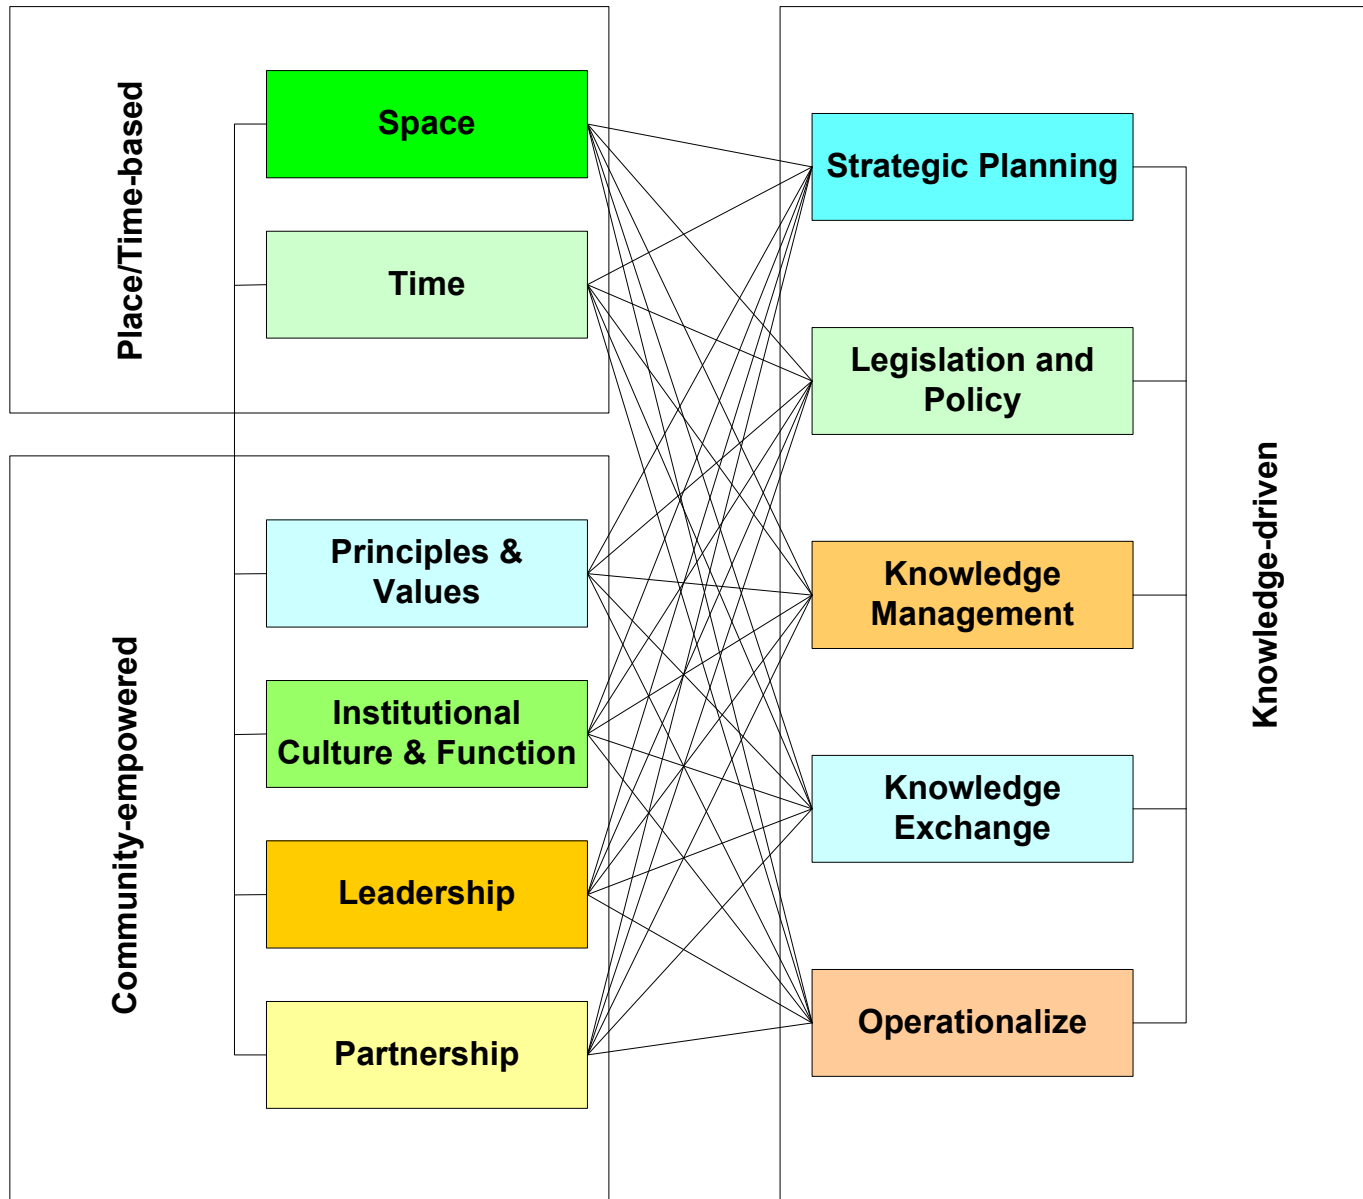 Place/Time-based
Space
Time
Community-empowered
Principles &
Values
Institutional
Culture & Function
Leadership
Partnership
Strategic Planning
Legislation and
Policy
Knowledge
Management
Knowledge
Exchange
Operationalize
Knowledge-driven